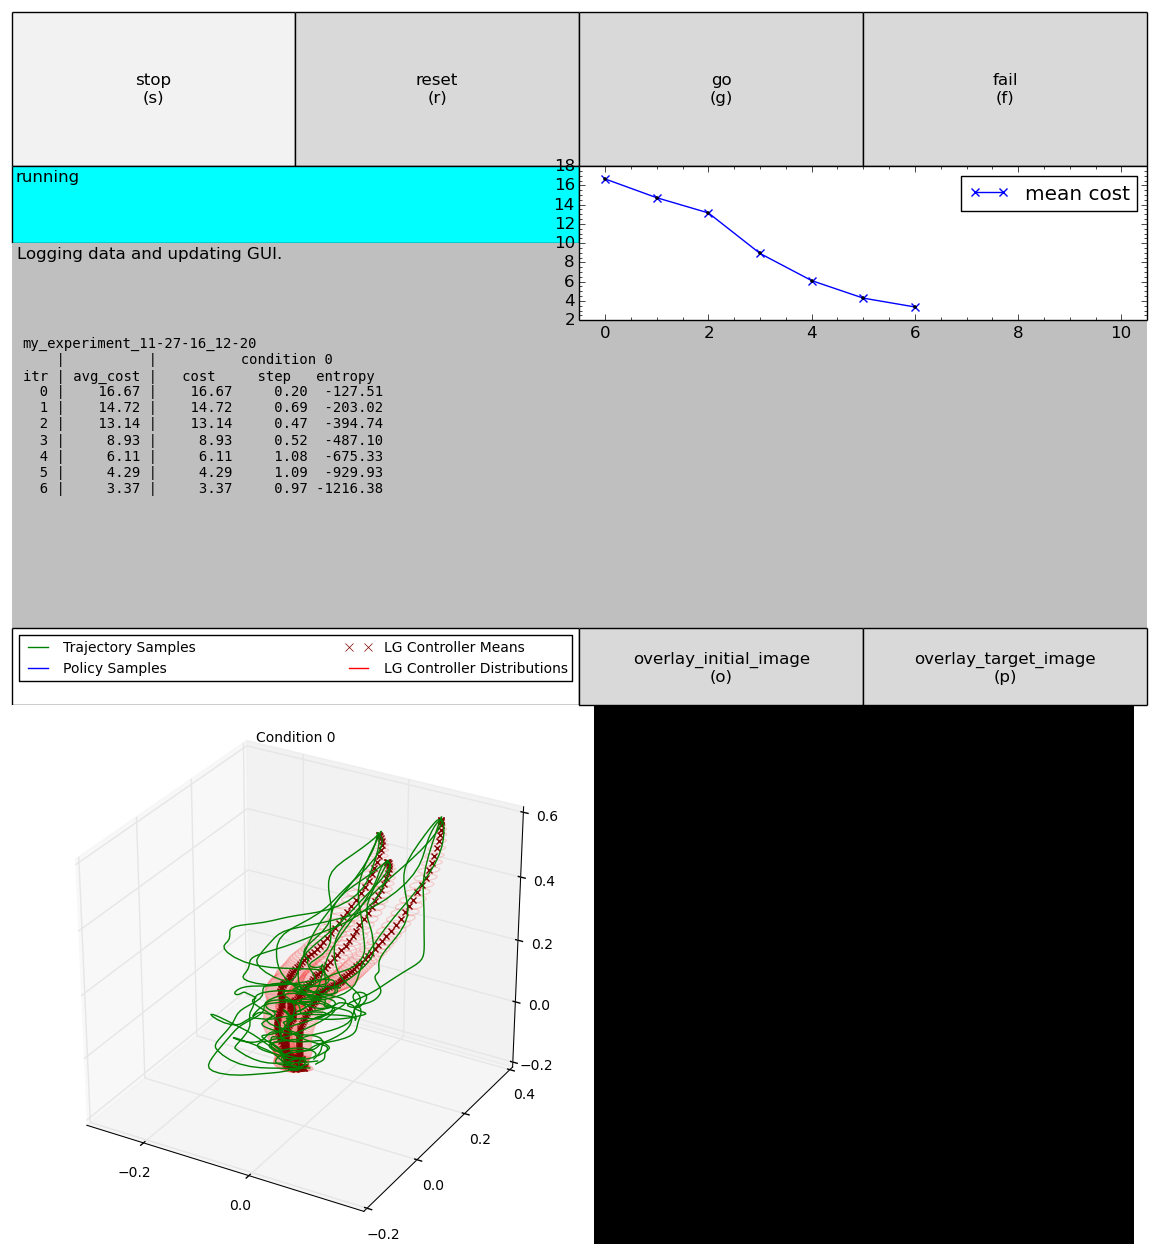 stop
(s)
reset
(r)
go
(g)
fail
(f)
running
Logging data and updating GUI.
18
16
14
12
10
8
6
4
2
0
2
4
6
8
10
mean cost
my_experiment_11-27-16_12-20
    |          |          condition 0
itr | avg_cost |   cost     step   entropy
  0 |    16.67 |    16.67     0.20  -127.51
  1 |    14.72 |    14.72     0.69  -203.02
  2 |    13.14 |    13.14     0.47  -394.74
  3 |     8.93 |     8.93     0.52  -487.10
  4 |     6.11 |     6.11     1.08  -675.33
  5 |     4.29 |     4.29     1.09  -929.93
  6 |     3.37 |     3.37     0.97 -1216.38
Trajectory Samples
Policy Samples
LG Controller Means
LG Controller Distributions
overlay_initial_image
(o)
overlay_target_image
(p)
Condition 0
0.6
0.4
0.2
0.0
−0.2
0.4
0.2
0.0
−0.2
−0.2
0.0